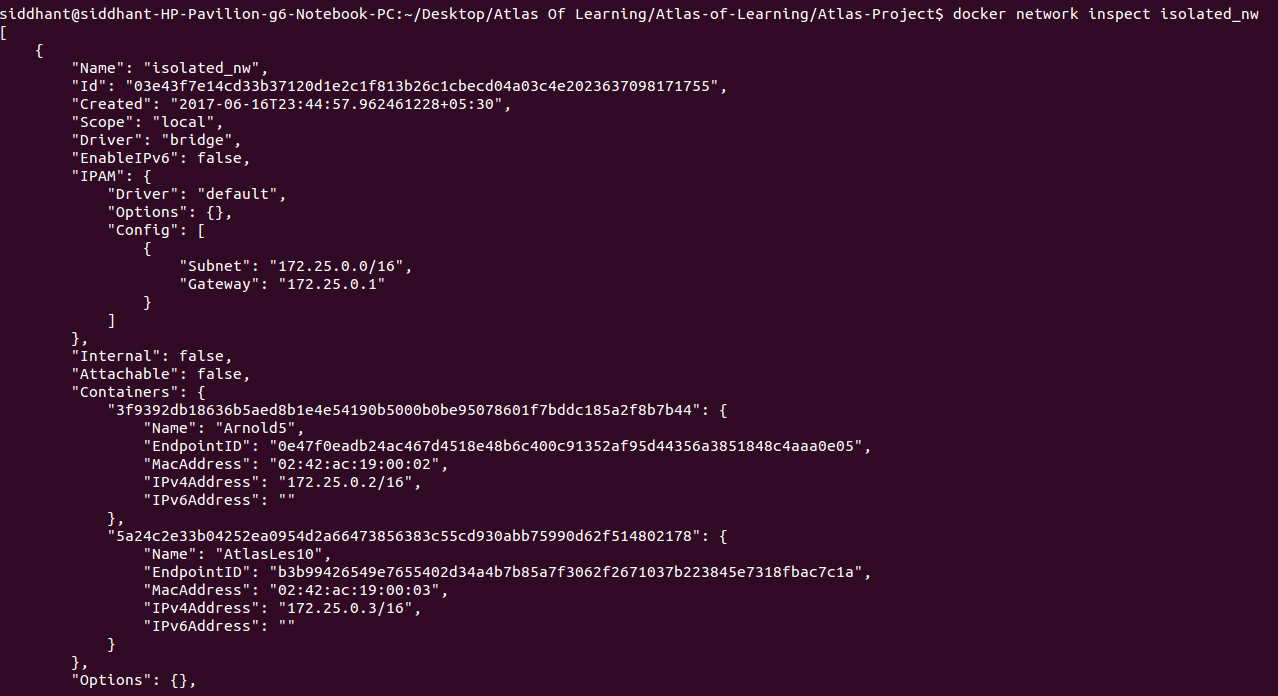 siddhant@siddhant-HP-Pavilion-g6-Notebook-PC:~/Desktop/Atlas Of Learning/Atlas-of-Learning/Atlas-Project$ docker network inspect isolated_nw
[
    {
        "Name": "isolated_nw",
        "Id": "03e43f7e14cd33b37120d1e2c1f813b26c1cbecd04a03c4e2023637098171755",
        "Created": "2017-06-16T23:44:57.962461228+05:30",
        "Scope": "local",
        "Driver": "bridge",
        "EnableIPv6": false,
        "IPAM": {
            "Driver": "default",
            "Options": {},
            "Config": [
                {
                    "Subnet": "172.25.0.0/16",
                    "Gateway": "172.25.0.1"
                }
            ]
        },
        "Internal": false,
        "Attachable": false,
        "Containers": {
            "3f9392db18636b5aed8b1e4e54190b5000b0be95078601f7bddc185a2f8b7b44": {
                "Name": "Arnold5",
                "EndpointID": "0e47f0eadb24ac467d4518e48b6c400c91352af95d44356a3851848c4aaa0e05",
                "MacAddress": "02:42:ac:19:00:02",
                "IPv4Address": "172.25.0.2/16",
                "IPv6Address": ""
            },
            "5a24c2e33b04252ea0954d2a66473856383c55cd930abb75990d62f514802178": {
                "Name": "AtlasLes10",
                "EndpointID": "b3b99426549e7655402d34a4b7b85a7f3062f2671037b223845e7318fbac7c1a",
                "MacAddress": "02:42:ac:19:00:03",
                "IPv4Address": "172.25.0.3/16",
                "IPv6Address": ""
            }
        },
        "Options": {},